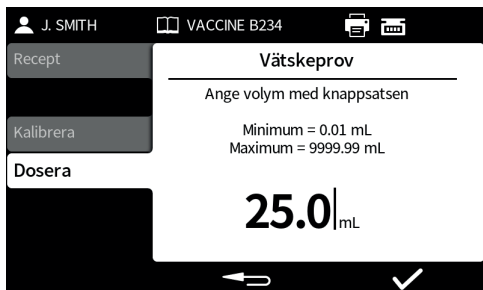 J. SMITH
VACCINE B234
Recept
Kalibrera
Dosera
Vätskeprov
Ange volym med knappsatsen
Minimum = 0.01 mL
Maximum = 9999.99 mL
25.0 mL